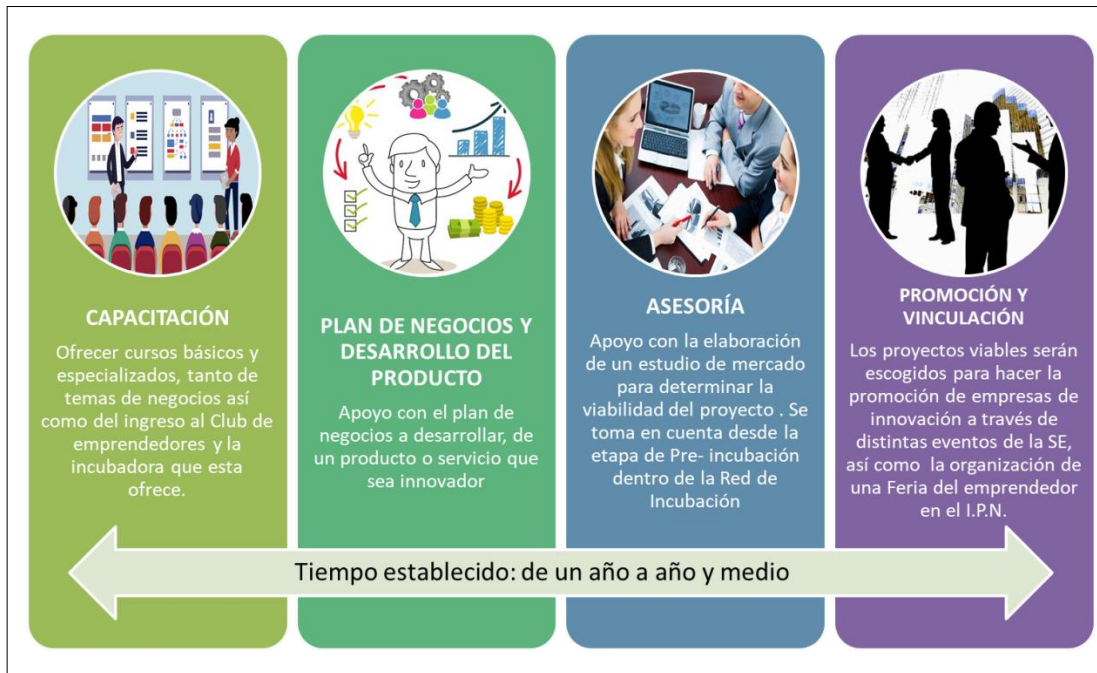 CAPACITACIÓN
Ofrecer cursos básicos y
especializados, tanto de
temas de negocios así
como del ingreso al Club de
emprendedores y la
incubadora que esta
ofrece.
PLAN DE NEGOCIOS Y
DESARROLLO DEL
PRODUCTO
Apoyo con el plan de
negocios a desarrollar, de
un producto o servicio que
sea innovador
ASESORÍA
Apoyo con la elaboración
de un estudio de mercado
para determinar la
viabilidad del proyecto . Se
toma en cuenta desde la
etapa de Pre- incubación
dentro de la Red de
Incubación
PROMOCIÓN Y
VINCULACIÓN
Los proyectos viables serán
escogidos para hacer la
promoción de empresas de
innovación a través de
distintas eventos de la SE,
así como  la organización de
una Feria del emprendedor
en el I.P.N.
Tiempo establecido: de un año a año y medio